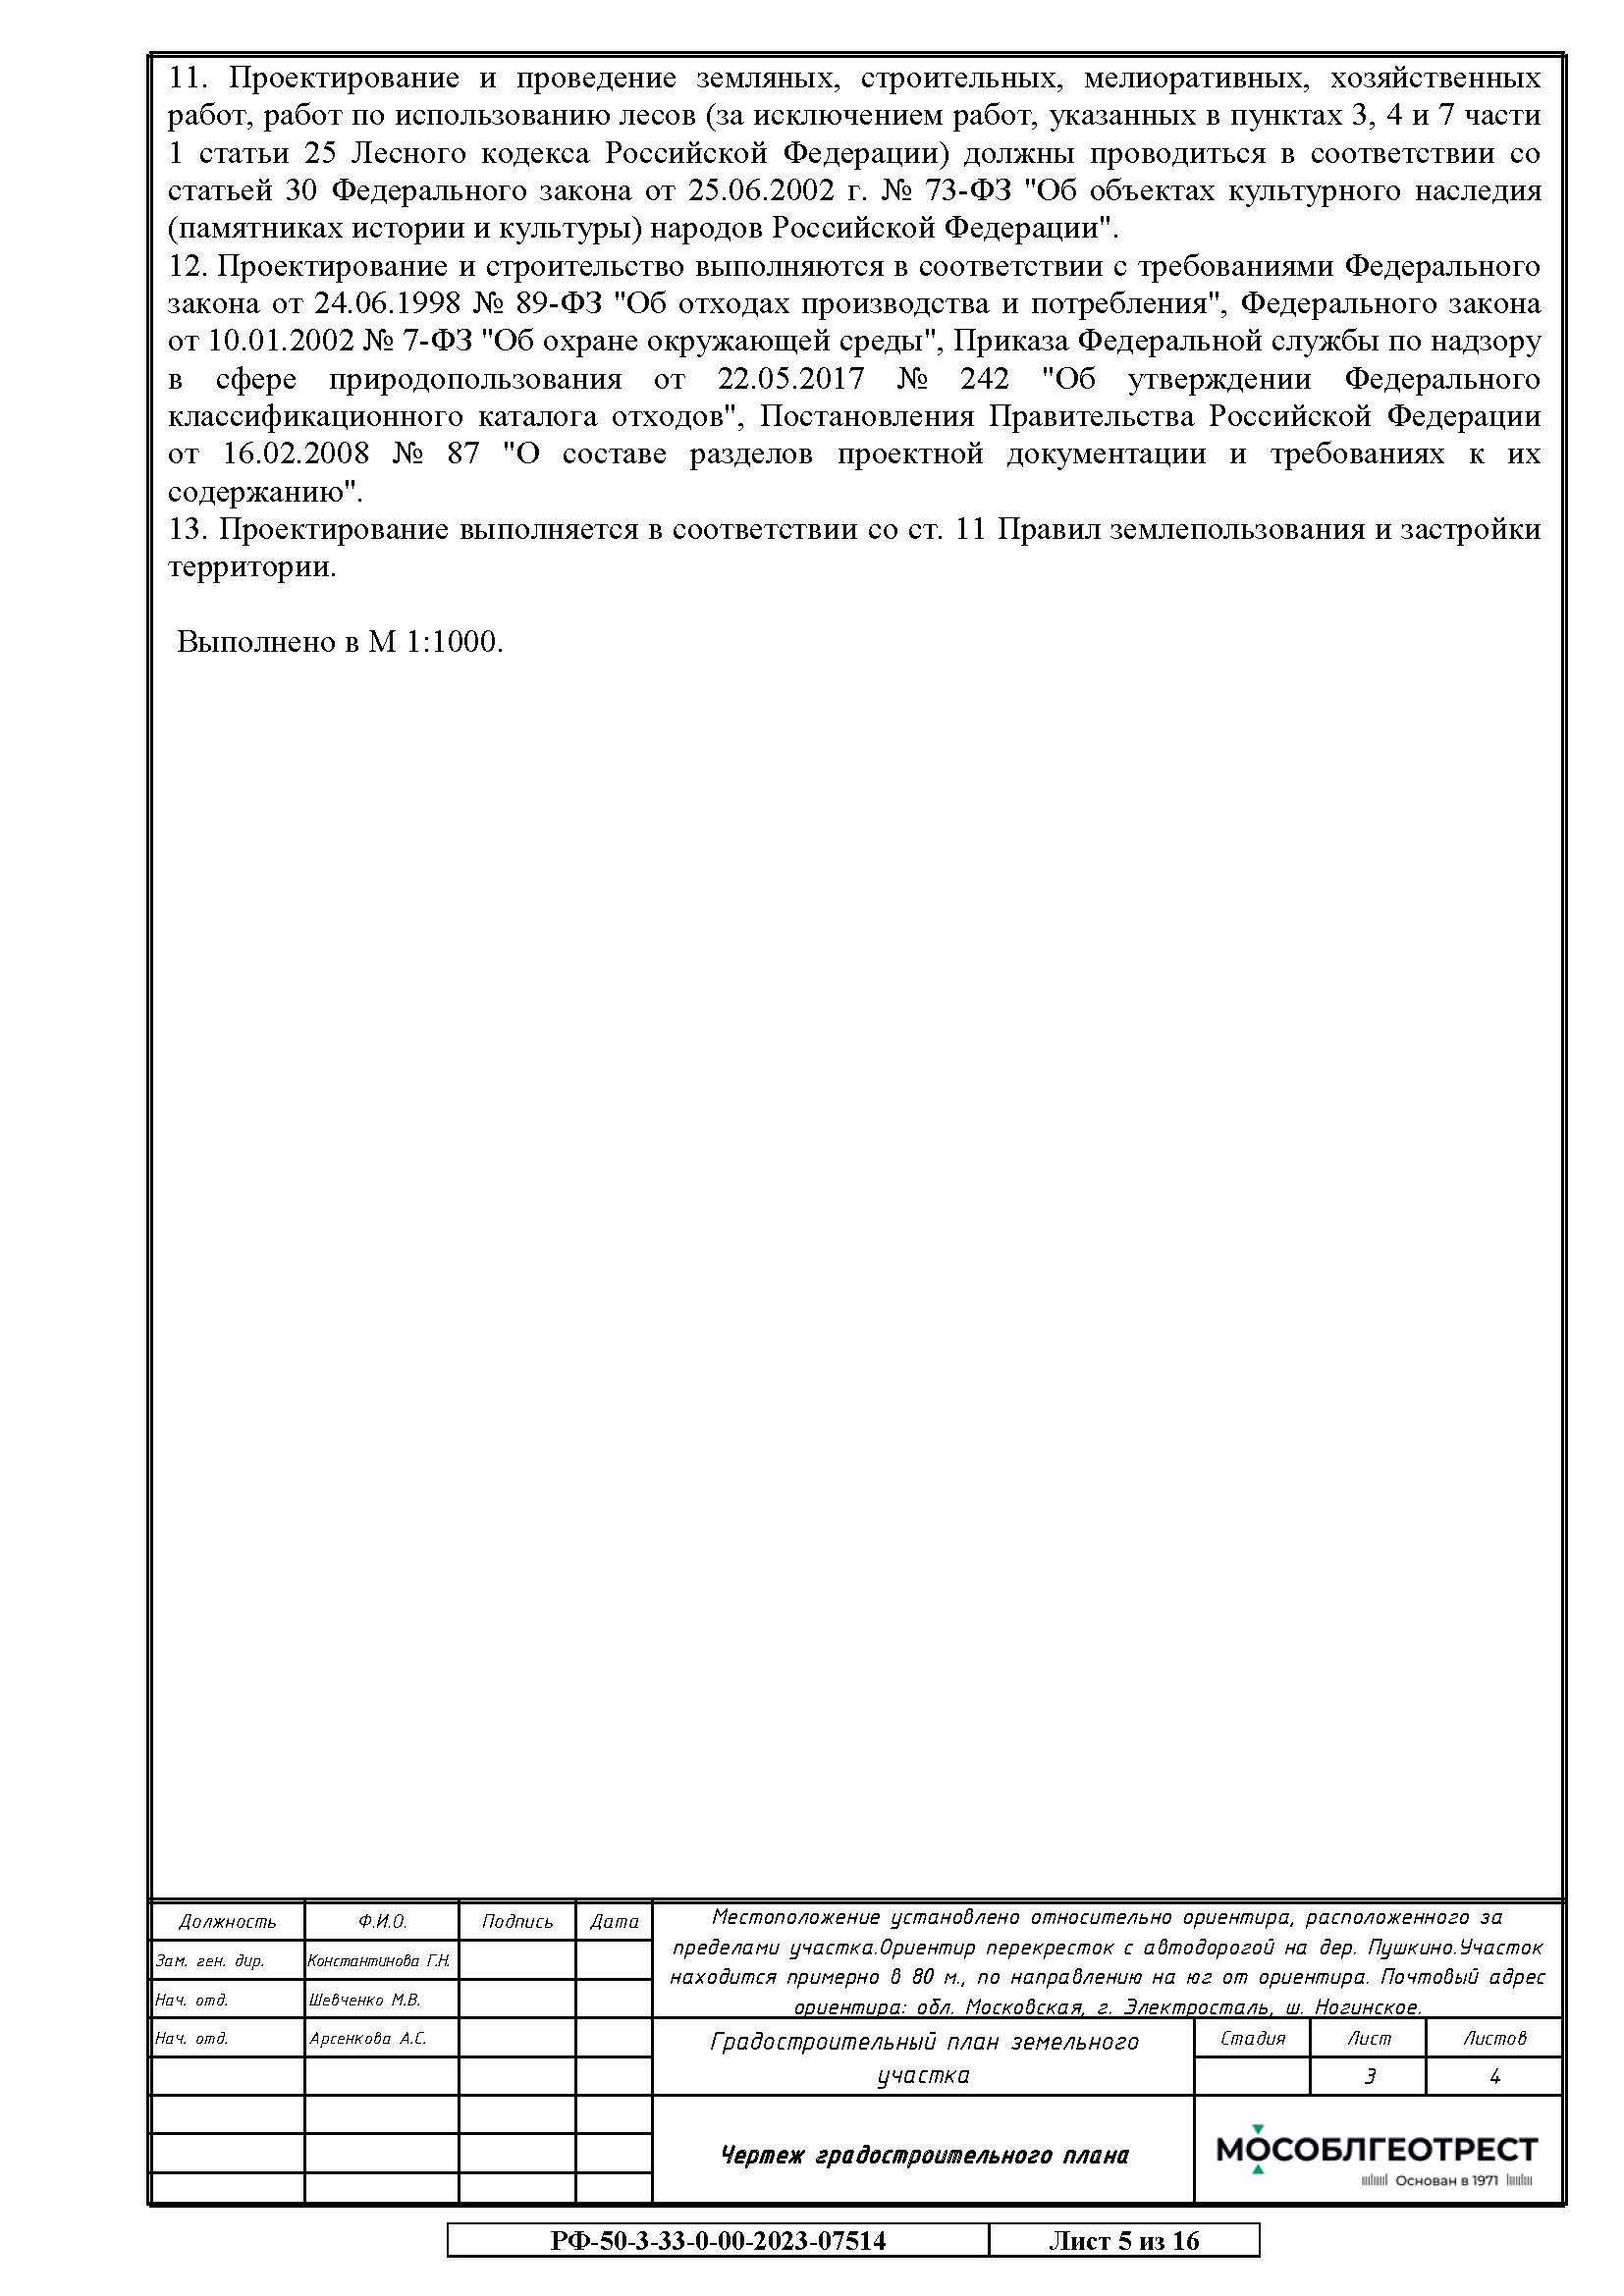 11. Проектирование и проведение земляных, строительных, мелиоративных, хозяйственных
работ, работ по использованию лесов (за исключением работ, указанных в пунктах 3, 4 и 7 части
1 статьи 25 Лесного кодекса Российской Федерации) должны проводиться в соответствии со
статьей 30 Федерального закона от 25.06.2002 г. № 73-ФЗ "Об объектах культурного наследия
(памятниках истории и культуры) народов Российской Федерации".
12. Проектирование и строительство выполняются в соответствии с требованиями Федерального
закона от 24.06.1998 № 89-ФЗ "Об отходах производства и потребления", Федерального закона
от 10.01.2002 № 7-ФЗ "Об охране окружающей среды", Приказа Федеральной службы по надзору
в сфере природопользования от 22.05.2017 № 242 "Об утверждении Федерального
классификационного каталога отходов", Постановления Правительства Российской Федерации
от 16.02.2008 № 87 "О составе разделов проектной документации и требованиях к их
содержанию".
13. Проектирование выполняется в соответствии со ст. 11 Правил землепользования и застройки
территории.
Выполнено в М 1:1000.
Должность Ф.И.О. Подпись Дата
Зам. ген. дир. Константинова Г.Н.
Нач. отд. Шевченко М.В.
Нач. отд. Арсенкова А.С.
Местоположение установлено относительно ориентира, расположенного за
пределами участка.Ориентир перекресток с автодорогой на дер. Пушкино.Участок
находится примерно в 80 м., по направлению на юг от ориентира. Почтовый адрес
ориентира: обл. Московская, г. Электросталь, ш. Ногинское.
Градостроительный план земельного
участка
Стадия Лист Листов
3 4
Чертеж градостроительного плана
МОСОБЛГЕОТРЕСТ
Основан в 1971
РФ-50-3-33-0-00-2023-07514 Лист 5 из 16